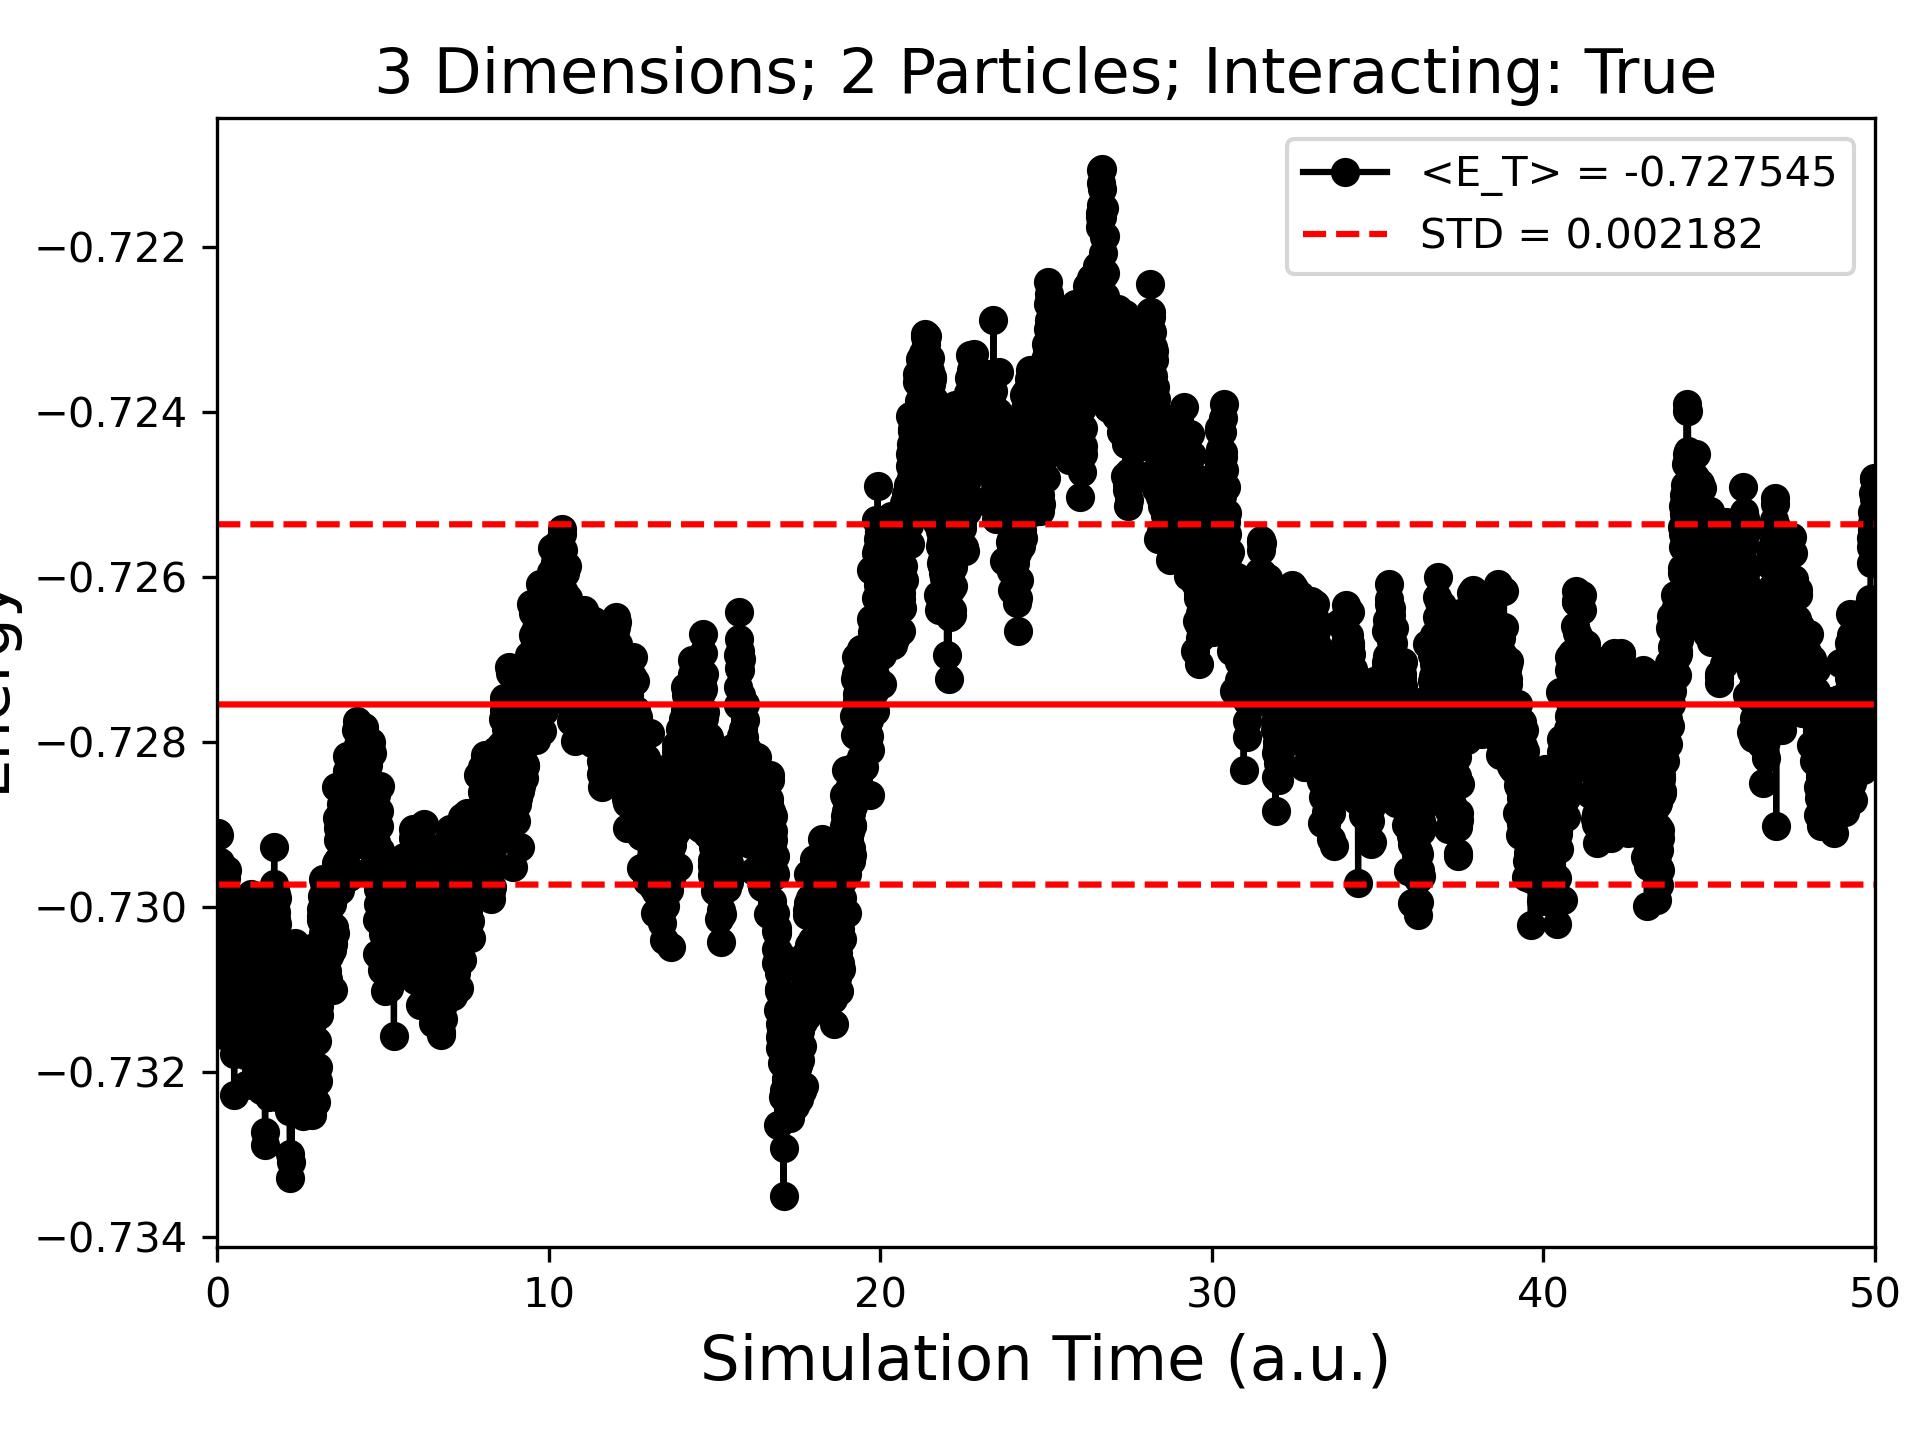 3 Dimensions; 2 Particles; Interacting: True
<E_T> = -0.727545
STD = 0.002182
−0.722
−0.724
−0.726
−0.728
−0.730
−0.732
−0.734
Energy
0 10 20 30 40 50
Simulation Time (a.u.)